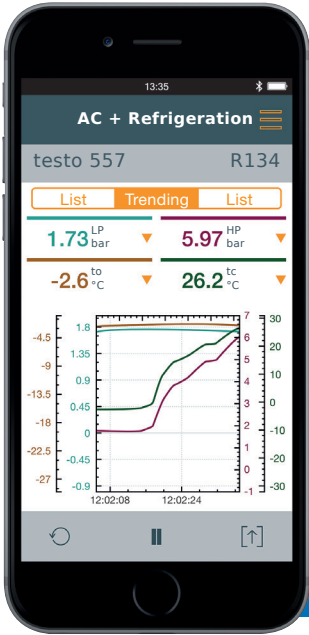 13:35
AC + Refrigeration
testo 557 R134
List Trending List
1.73 LP bar 5.97 HP bar
-2.6 to °C 26.2 tc °C
1.8 7 30
-4.5 6 20
1.35 5
-9 0.9 4 10
-13.5 0.45 3 0
-18 0 2 -10
-22.5 -0.45 1 -20
0
-27 -0.9 -1 -30
12:02:08 12:02:24